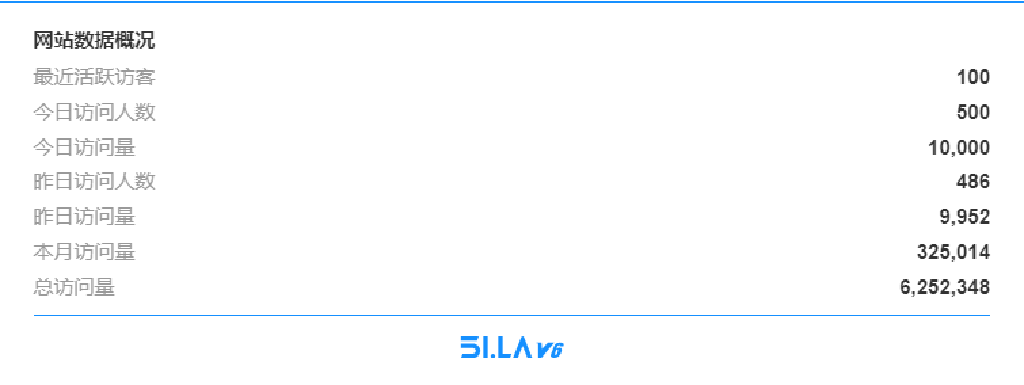 网站数据概况
最近活跃访客 100
今日访问人数 500
今日访问量 10,000
昨日访问人数 486
昨日访问量 9,952
本月访问量 325,014
总访问量 6,252,348
51.LA V6